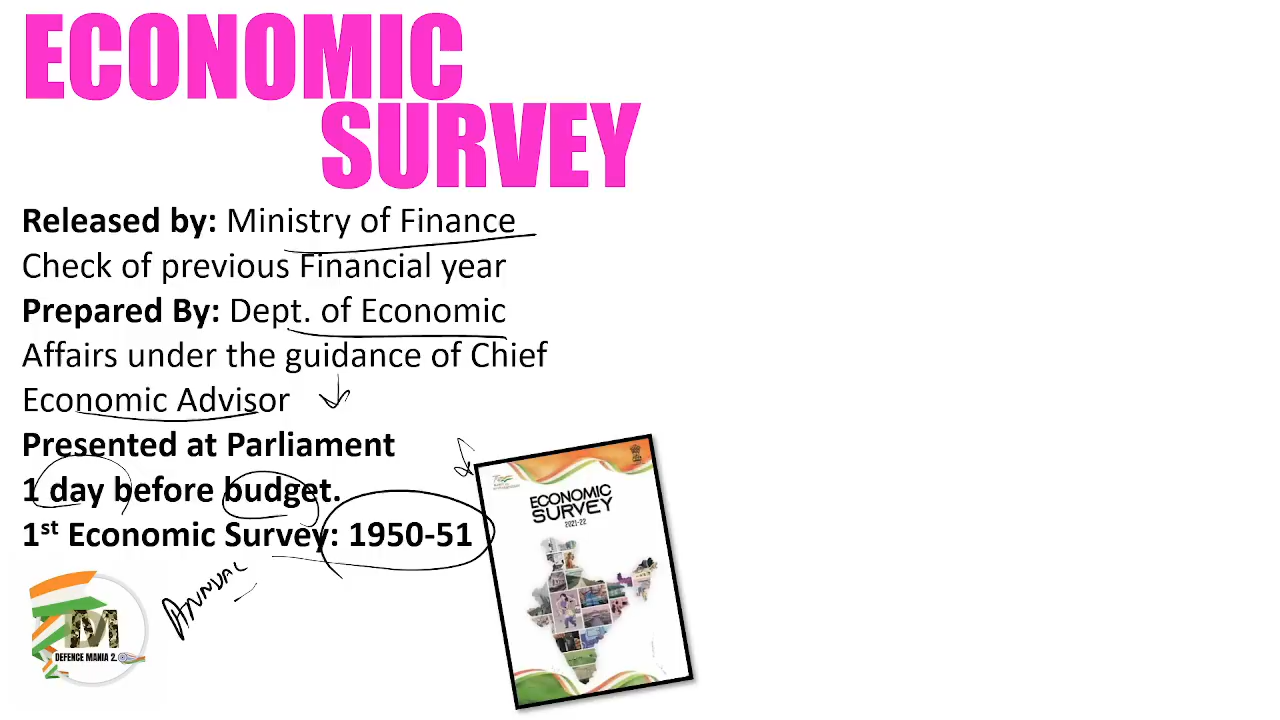 ECONOMIC
SURVEY
Released by: Ministry of Finance
Check of previous Financial year
Prepared By: Dept. of Economic
Affairs under the guidance of Chief
Economic Advisor
Presented at Parliament
1 day before budget.
1st Economic Survey: 1950-51
ANNUAL
ECONOMIC
SURVEY
2021-22
DM
DEFENCE MANIA 2.